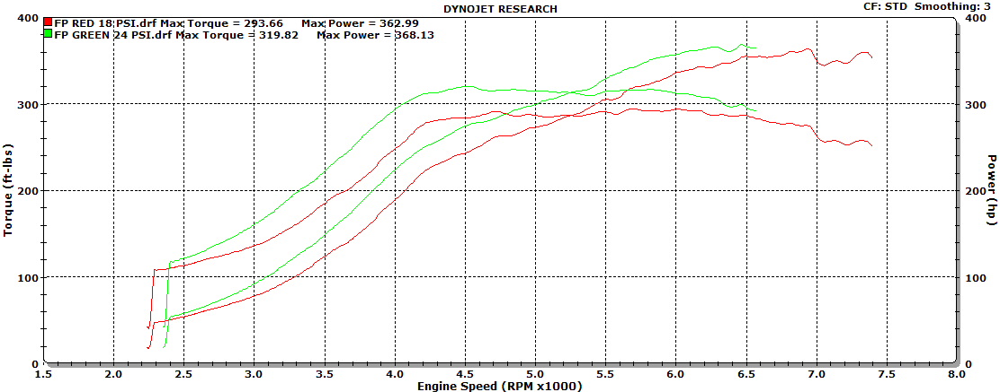 DYNOJET RESEARCH
CF: STD Smoothing: 3
FP RED 18 PSI.drf Max Torque = 293.66 Max Power = 362.99
FP GREEN 24 PSI.drf Max Torque = 319.82 Max Power = 368.13
400 400
300 300
200 200
100 100
0 0
Torque (ft-lbs)
Power (hp)
1.5 2.0 2.5 3.0 3.5 4.0 4.5 5.0 5.5 6.0 6.5 7.0 7.5 8.0
Engine Speed (RPM x1000)